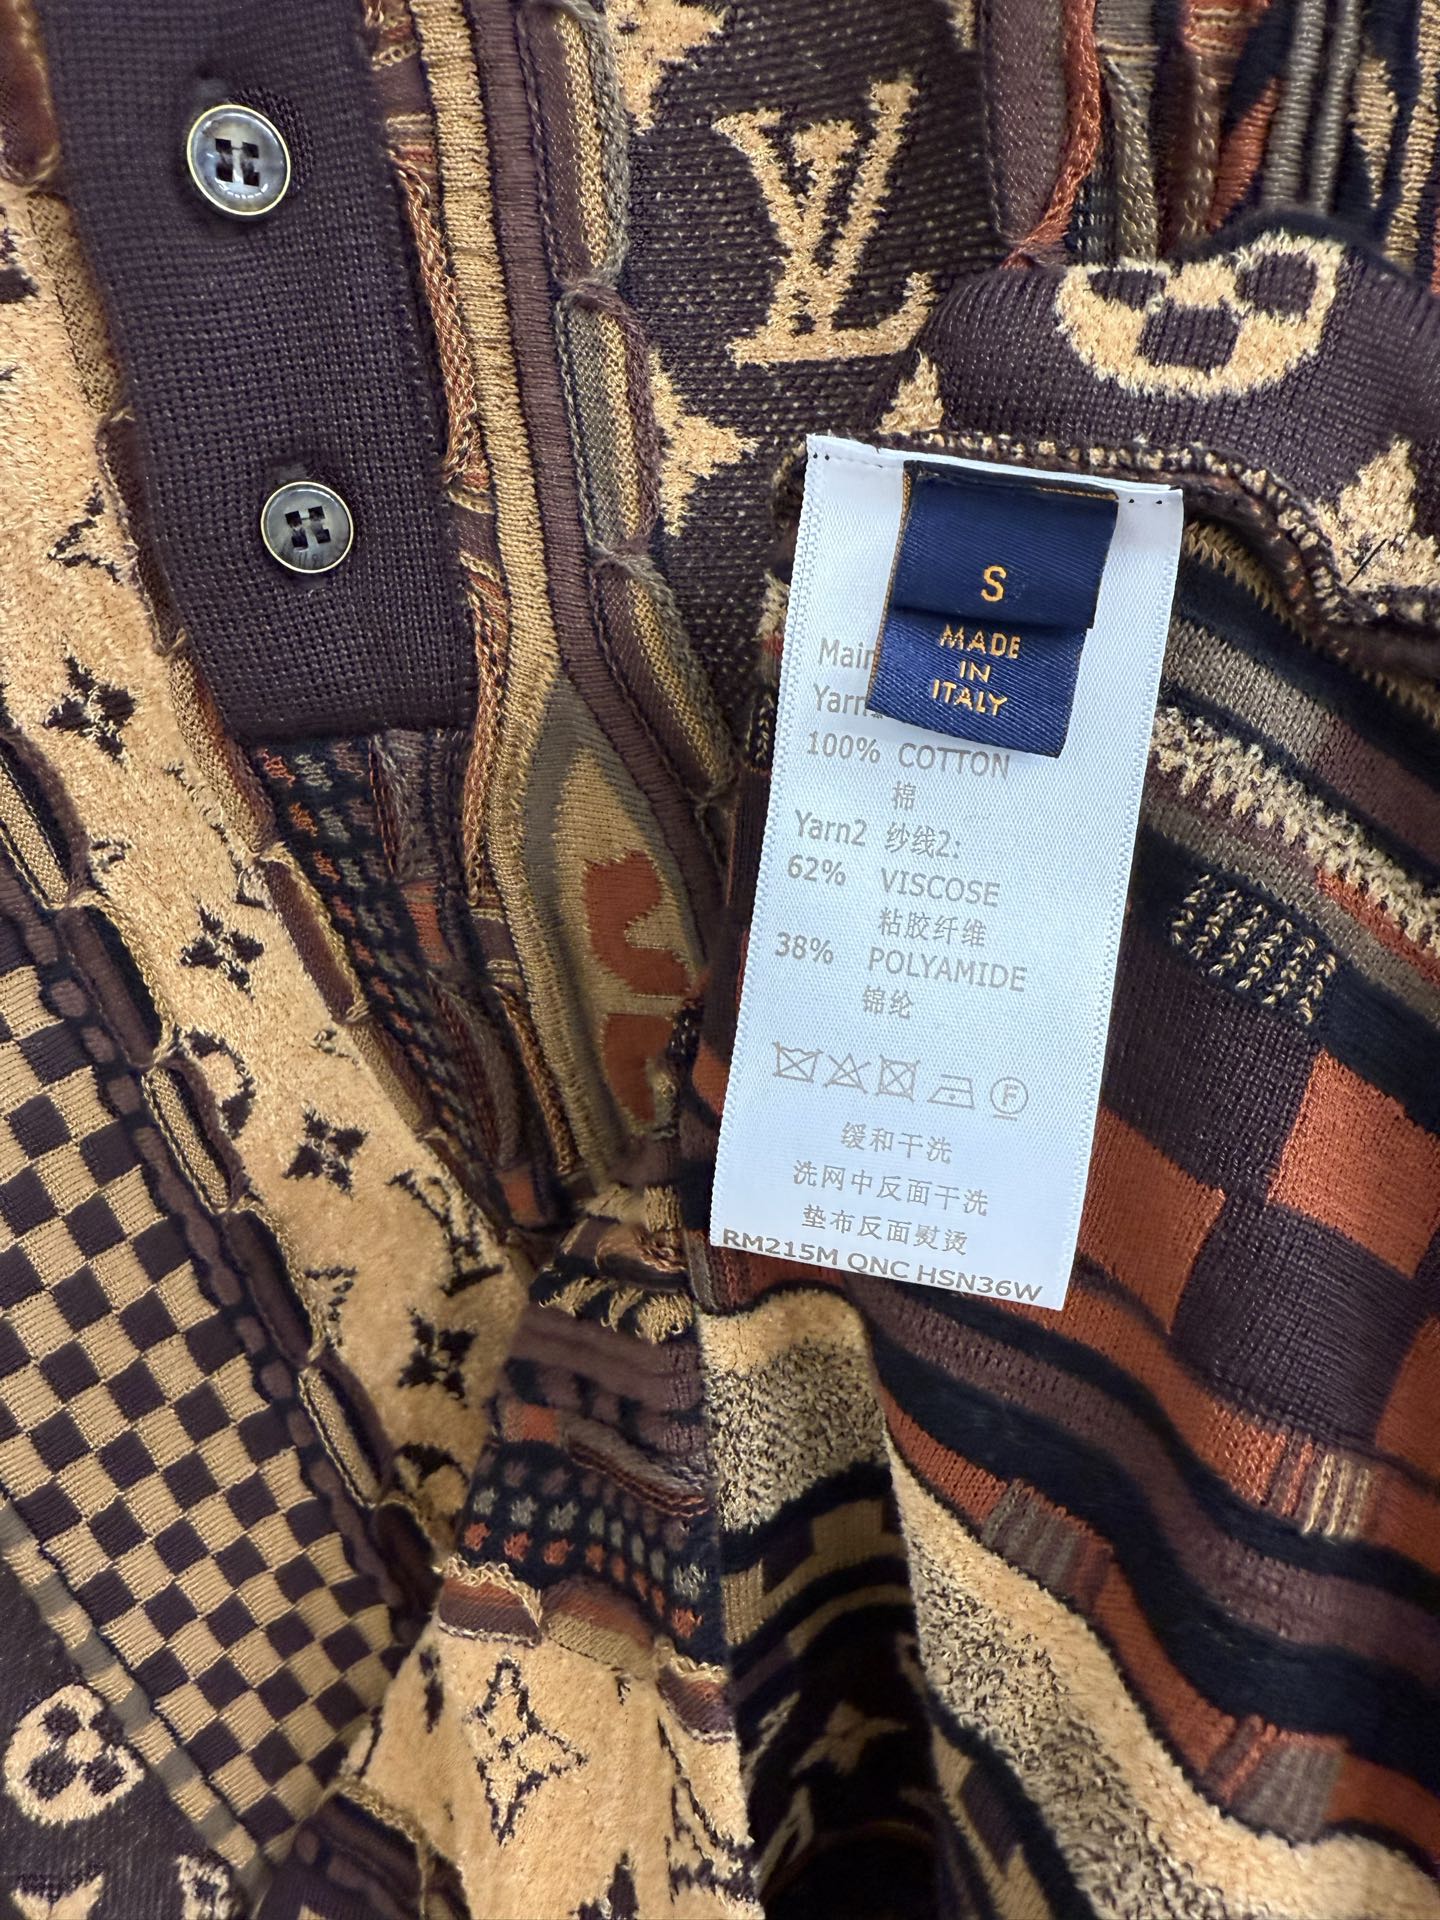 LV
S
MADE
IN
ITALY
Main
Yarn
100% COTTON
棉
Yarn2 纱线2:
62% VISCOSE
粘胶纤维
38% POLYAMIDE
锦纶
F
缓和干洗
洗网中反面干洗
垫布反面熨烫
RM215M QNC HSN36W